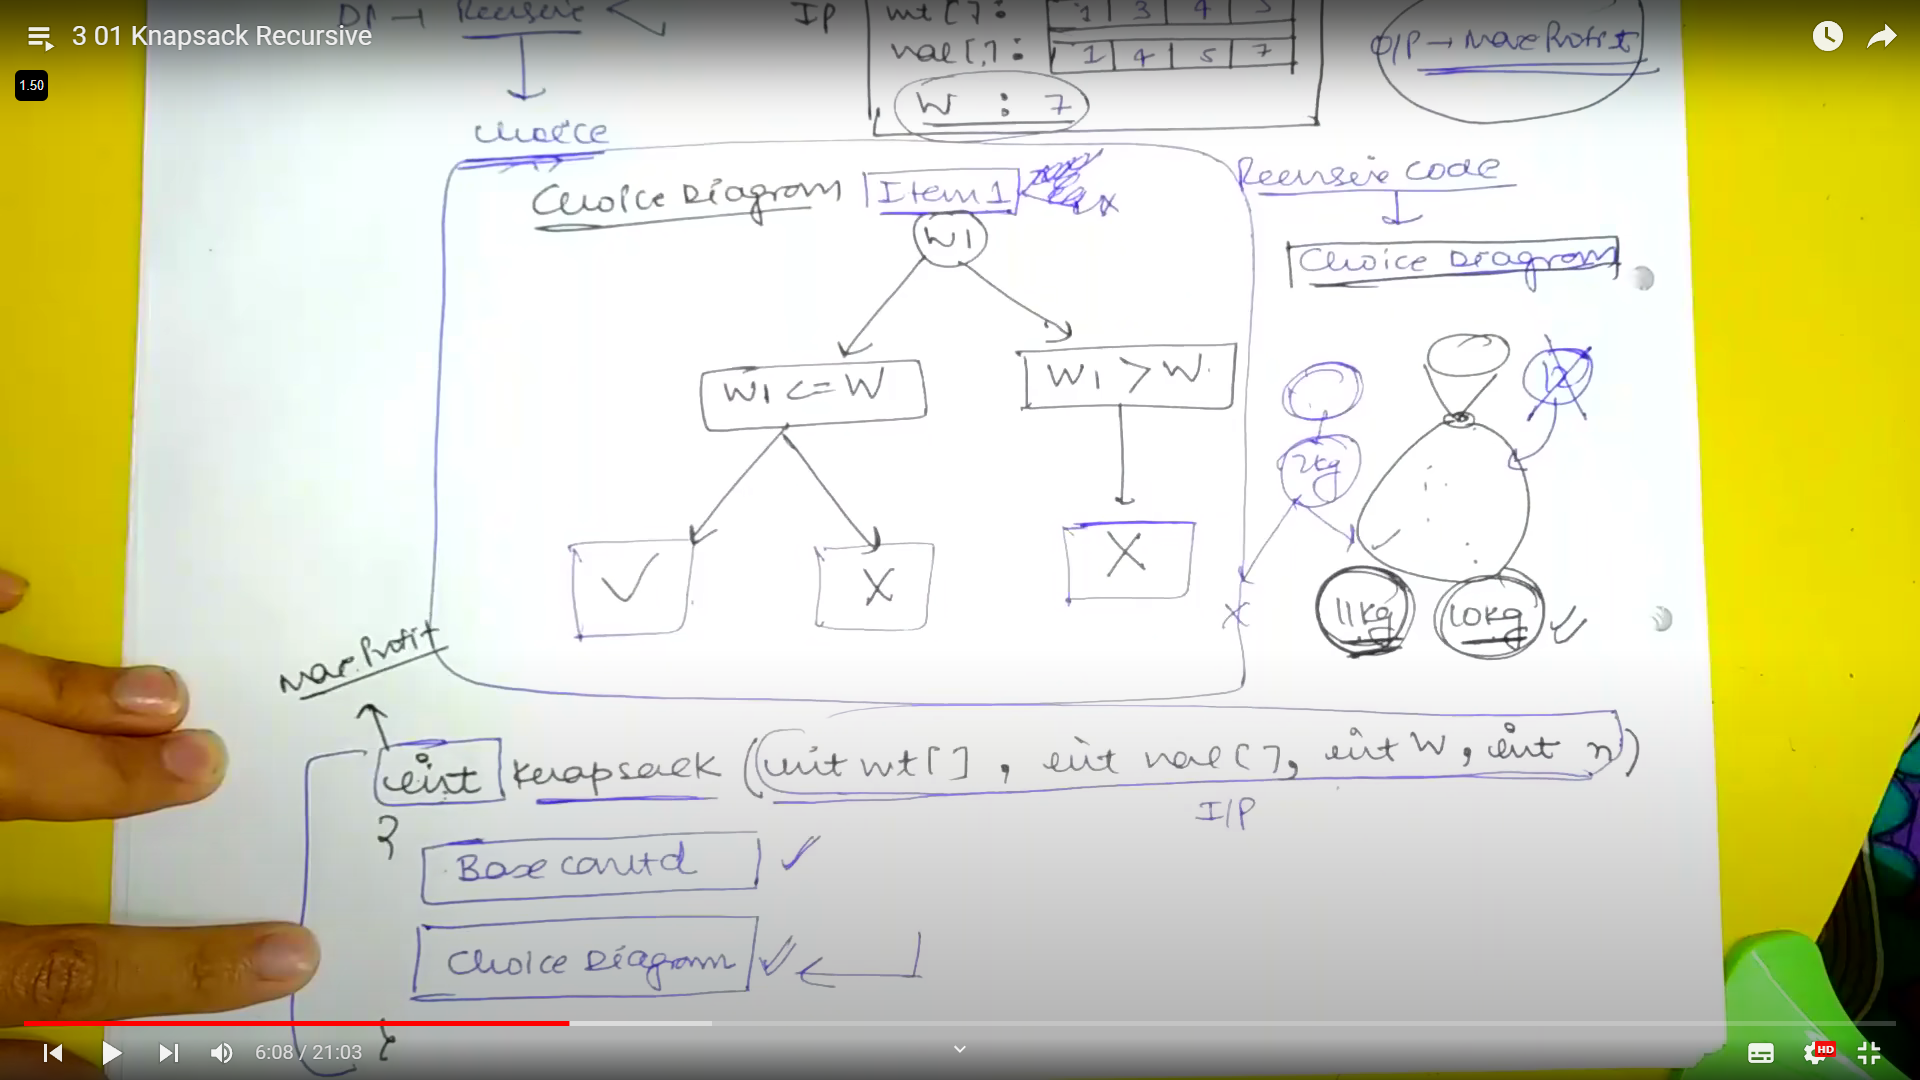 3 01 Knapsack Recursive
1.50
DP → Recursive
IP
wt [ ] : 1 3 4 5
val [ ] : 1 4 5 7
W : 7
O/P → Max Profit
choice
Choice Diagram Item 1
W1
W1 <= W
W1 > W
✓
X
X
Recursive code
Choice Diagram
12
2kg
X
11kg
10kg ✓
Max Profit
int Knapsack (int wt[ ] , int val[ ], int W, int n)
I/P
{
Base contd ✓
Choice Diagram ✓
}
6:08 / 21:03
HD